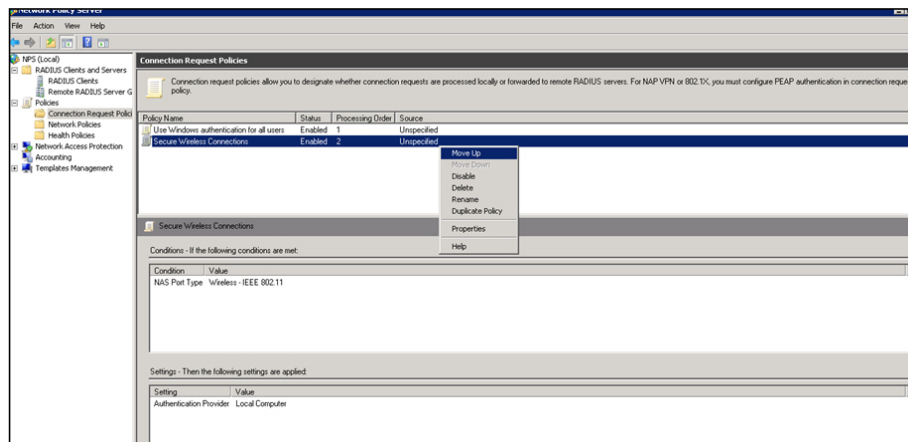 Network Policy Server
File Action View Help
NPS (Local)
RADIUS Clients and Servers
RADIUS Clients
Remote RADIUS Server G
Policies
Connection Request Polici
Network Policies
Health Policies
Network Access Protection
Accounting
Templates Management
Connection Request Policies
Connection request policies allow you to designate whether connection requests are processed locally or forwarded to remote RADIUS servers. For NAP VPN or 802.1X, you must configure PEAP authentication in connection reque
policy.
Policy Name Status Processing Order Source
Use Windows authentication for all users Enabled 1 Unspecified
Secure Wireless Connections Enabled 2 Unspecified
Move Up
Move Down
Disable
Delete
Rename
Duplicate Policy
Properties
Help
Secure Wireless Connections
Conditions - If the following conditions are met:
Condition Value
NAS Port Type Wireless - IEEE 802.11
Settings - Then the following settings are applied:
Setting Value
Authentication Provider Local Computer